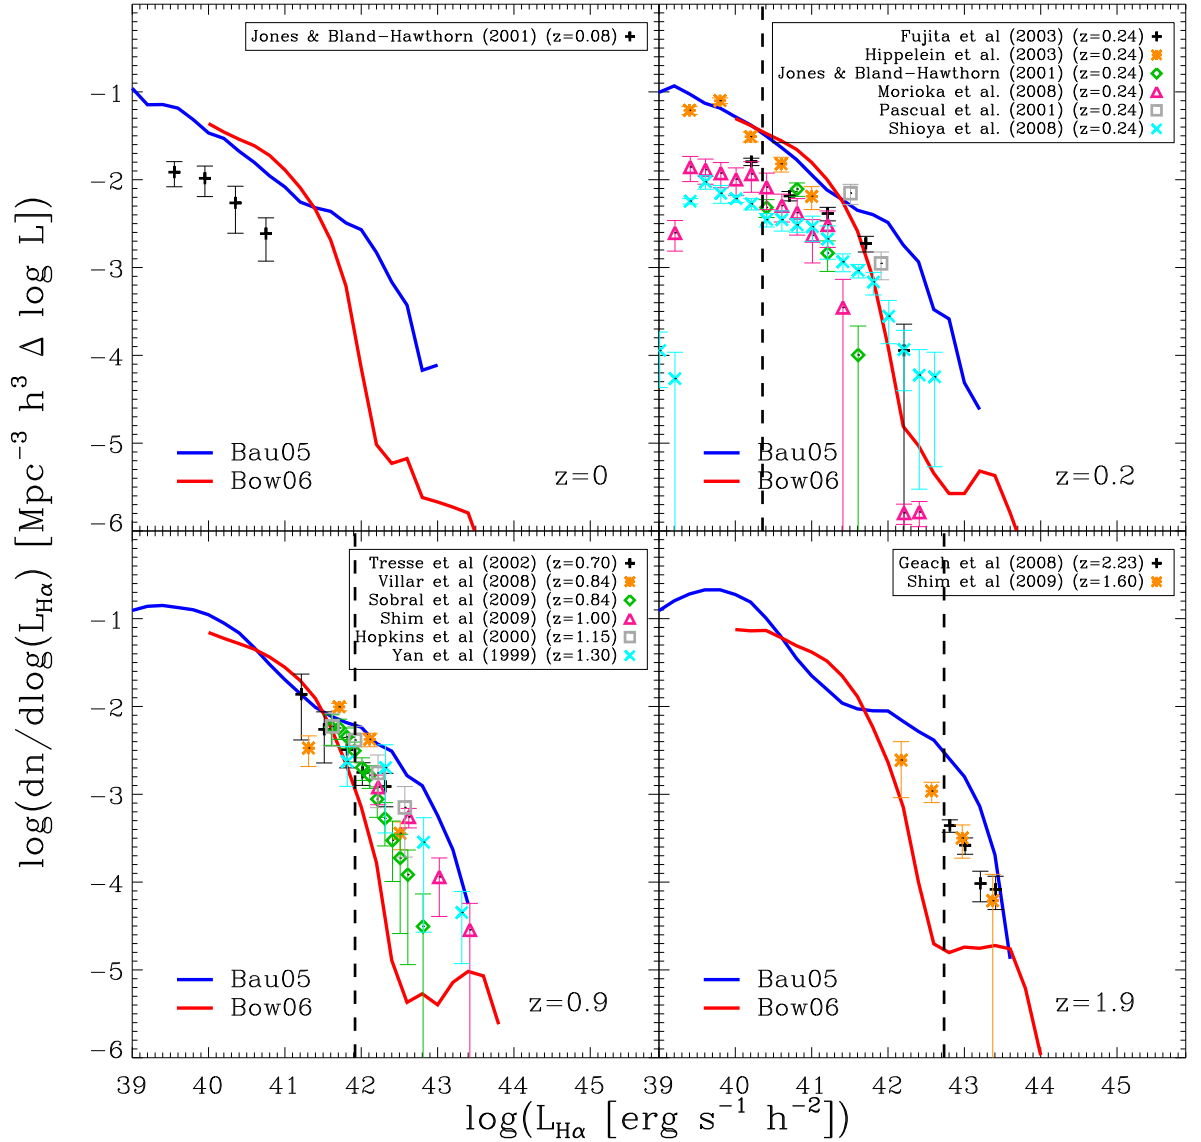 log(dn/dlog(L_Hα) [Mpc⁻³ h³ Δ log L]
Jones & Bland-Hawthorn (2001) (z=0.08)
−1
−2
−3
−4
−5
−6
Bau05
Bow06
z=0
Fujita et al (2003) (z=0.24)
Hippelein et al. (2003) (z=0.24)
Jones & Bland-Hawthorn (2001) (z=0.24)
Morioka et al. (2008) (z=0.24)
Pascual et al. (2001) (z=0.24)
Shioya et al. (2008) (z=0.24)
Bau05
Bow06
z=0.2
Tresse et al (2002) (z=0.70)
Villar et al (2008) (z=0.84)
Sobral et al (2009) (z=0.84)
Shim et al (2009) (z=1.00)
Hopkins et al (2000) (z=1.15)
Yan et al (1999) (z=1.30)
−1
−2
−3
−4
−5
−6
Bau05
Bow06
z=0.9
39 40 41 42 43 44 45
Geach et al (2008) (z=2.23)
Shim et al (2009) (z=1.60)
Bau05
Bow06
z=1.9
39 40 41 42 43 44 45
log(L_Hα [erg s⁻¹ h⁻²])